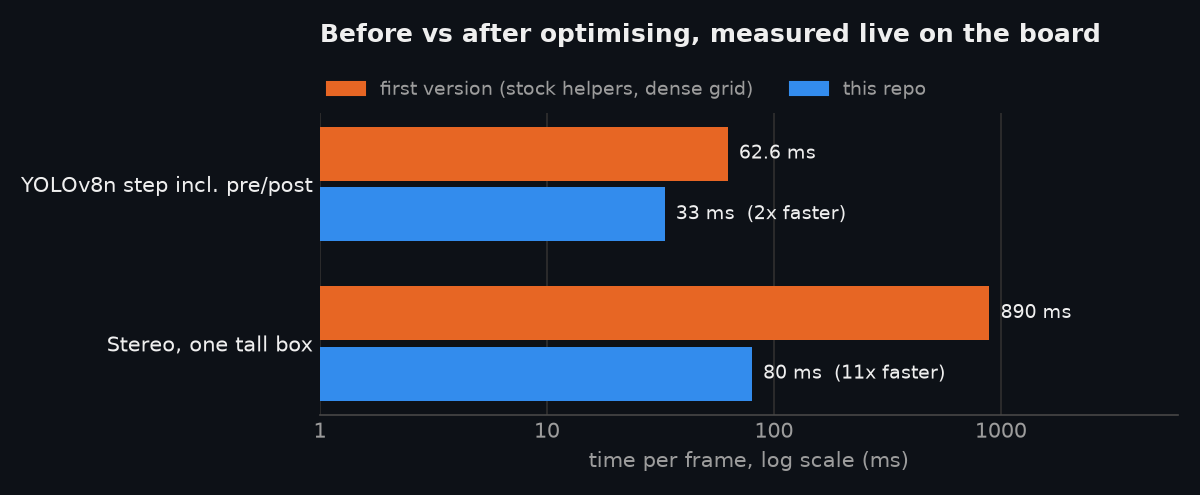 Before vs after optimising, measured live on the board
first version (stock helpers, dense grid)
this repo
YOLOv8n step incl. pre/post
62.6 ms
33 ms (2x faster)
Stereo, one tall box
890 ms
80 ms (11x faster)
1 10 100 1000
time per frame, log scale (ms)